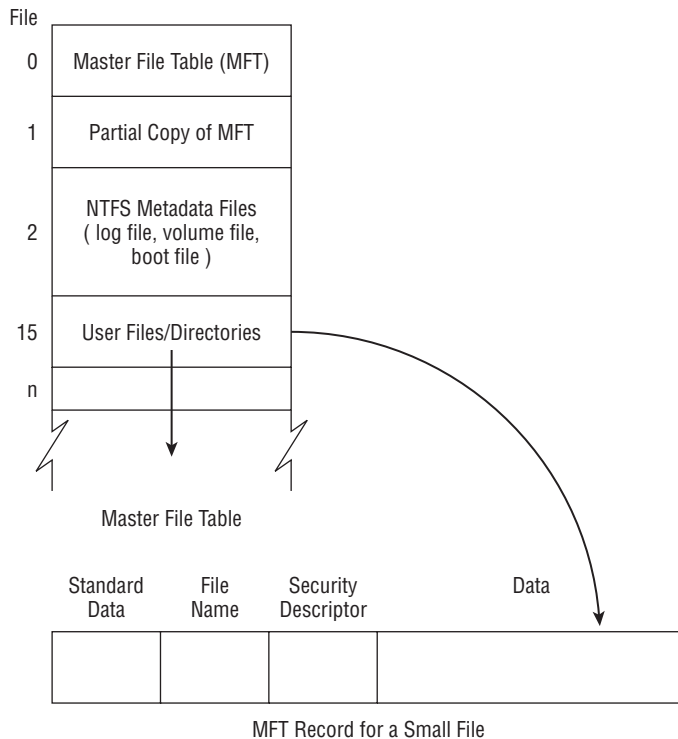 File
0
Master File Table (MFT)
1
Partial Copy of MFT
2
NTFS Metadata Files
( log file, volume file,
boot file )
15
User Files/Directories
n
Master File Table
Standard
Data
File
Name
Security
Descriptor
Data
MFT Record for a Small File